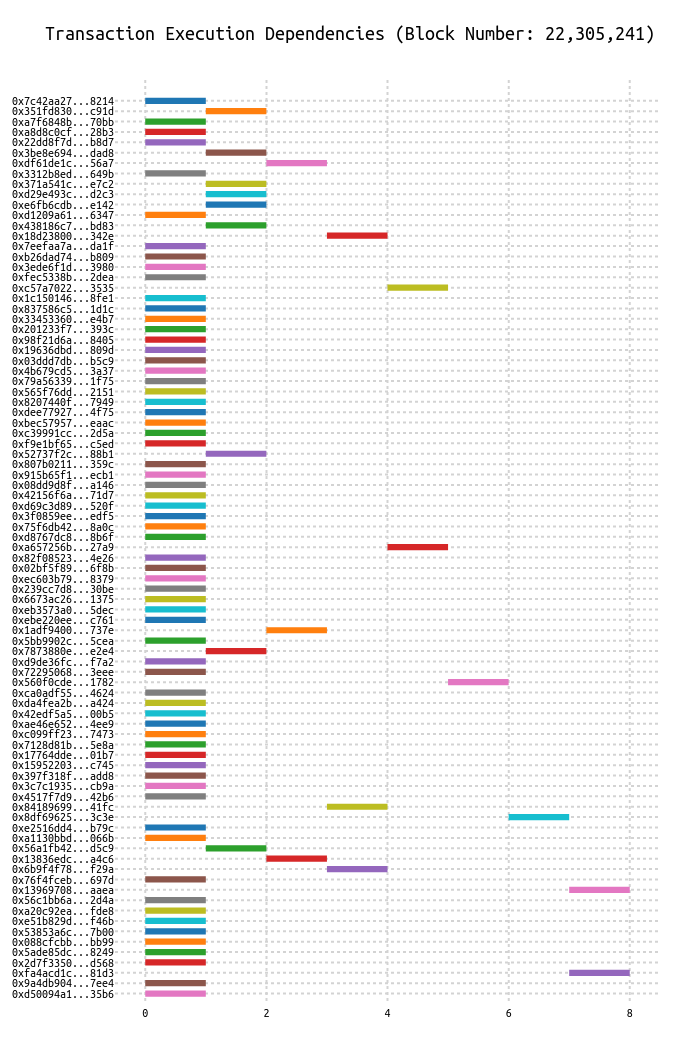 Transaction Execution Dependencies (Block Number: 22,305,241)
0x7c42aa27...8214
0x351fd830...c91d
0xa7f6848b...70bb
0xa8d8c0cf...28b3
0x22dd8f7d...b8d7
0x3be8e694...dad8
0xdf61de1c...56a7
0x3312b8ed...649b
0x371a541c...e7c2
0xd29e493c...d2c3
0xe6fb6cdb...e142
0xd1209a61...6347
0x438186c7...bd83
0x18d23800...342e
0x7eefaa7a...da1f
0xb26dad74...b809
0x3ede6f1d...3980
0xfec5338b...2dea
0xc57a7022...3535
0x1c150146...8fe1
0x837586c5...1d1c
0x33453360...e4b7
0x201233f7...393c
0x98f21d6a...8405
0x19636dbd...809d
0x03ddd7db...b5c9
0x4b679cd5...3a37
0x79a56339...1f75
0x565f76dd...2151
0x8207440f...7949
0xdee77927...4f75
0xbec57957...eaac
0xc39991cc...2d5a
0xf9e1bf65...c5ed
0x52737f2c...88b1
0x807b0211...359c
0x915b65f1...ecb1
0x08dd9d8f...a146
0x42156f6a...71d7
0xd69c3d89...520f
0x3f0859ee...edf5
0x75f6db42...8a0c
0xd8767dc8...8b6f
0xa657256b...27a9
0x82f08523...4e26
0x02bf5f89...6f8b
0xec603b79...8379
0x239cc7d8...30be
0x6673ac26...1375
0xeb3573a0...5dec
0xebe220ee...c761
0x1adf9400...737e
0x5bb9902c...5cea
0x7873880e...e2e4
0xd9de36fc...f7a2
0x72295068...3eee
0x560f0cde...1782
0xca0adf55...4624
0xda4fea2b...a424
0x42edf5a5...00b5
0xae46e652...4ee9
0xc099ff23...7473
0x7128d81b...5e8a
0x17764dde...01b7
0x15952203...c745
0x397f318f...add8
0x3c7c1935...cb9a
0x4517f7d9...42b6
0x84189699...41fc
0x8df69625...3c3e
0xe2516dd4...b79c
0xa1130bbd...066b
0x56a1fb42...d5c9
0x13836edc...a4c6
0x6b9f4f78...f29a
0x76f4fceb...697d
0x13969708...aaea
0x56c1bb6a...2d4a
0xa20c92ea...fde8
0xe51b829d...f46b
0x53853a6c...7b00
0x088cfcbb...bb99
0x5ade85dc...8249
0x2d7f3350...d568
0xfa4acd1c...81d3
0x9a4db904...7ee4
0xd50094a1...35b6
0 2 4 6 8